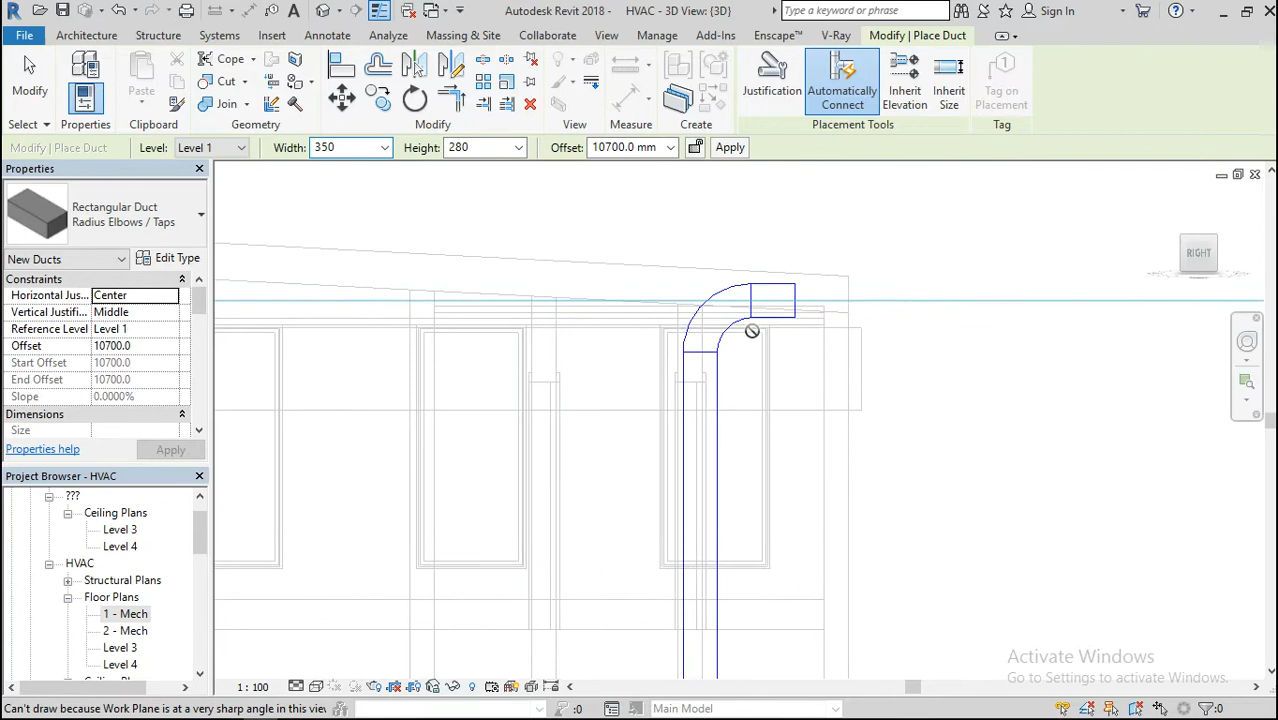 Autodesk Revit 2018 - HVAC - 3D View: {3D}
Type a keyword or phrase
Sign In
File Architecture Structure Systems Insert Annotate Analyze Massing & Site Collaborate View Manage Add-Ins Enscape™ V-Ray Modify | Place Duct
Modify
Paste
Cope
Cut
Join
Justification
Automatically Connect
Inherit Elevation
Inherit Size
Tag on Placement
Select Properties Clipboard Geometry Modify View Measure Create Placement Tools Tag
Modify | Place Duct Level: Level 1 Width: 350 Height: 280 Offset: 10700.0 mm Apply
Properties
Rectangular Duct
Radius Elbows / Taps
New Ducts Edit Type
Constraints
Horizontal Jus... Center
Vertical Justifi... Middle
Reference Level Level 1
Offset 10700.0
Start Offset 10700.0
End Offset 10700.0
Slope 0.0000%
Dimensions
Size
Properties help Apply
Project Browser - HVAC
???
Ceiling Plans
Level 3
Level 4
HVAC
Structural Plans
Floor Plans
1 - Mech
2 - Mech
Level 3
Level 4
RIGHT
Activate Windows
Go to Settings to activate Windows.
1 : 100
Can't draw because Work Plane is at a very sharp angle in this view
:0
Main Model
:0